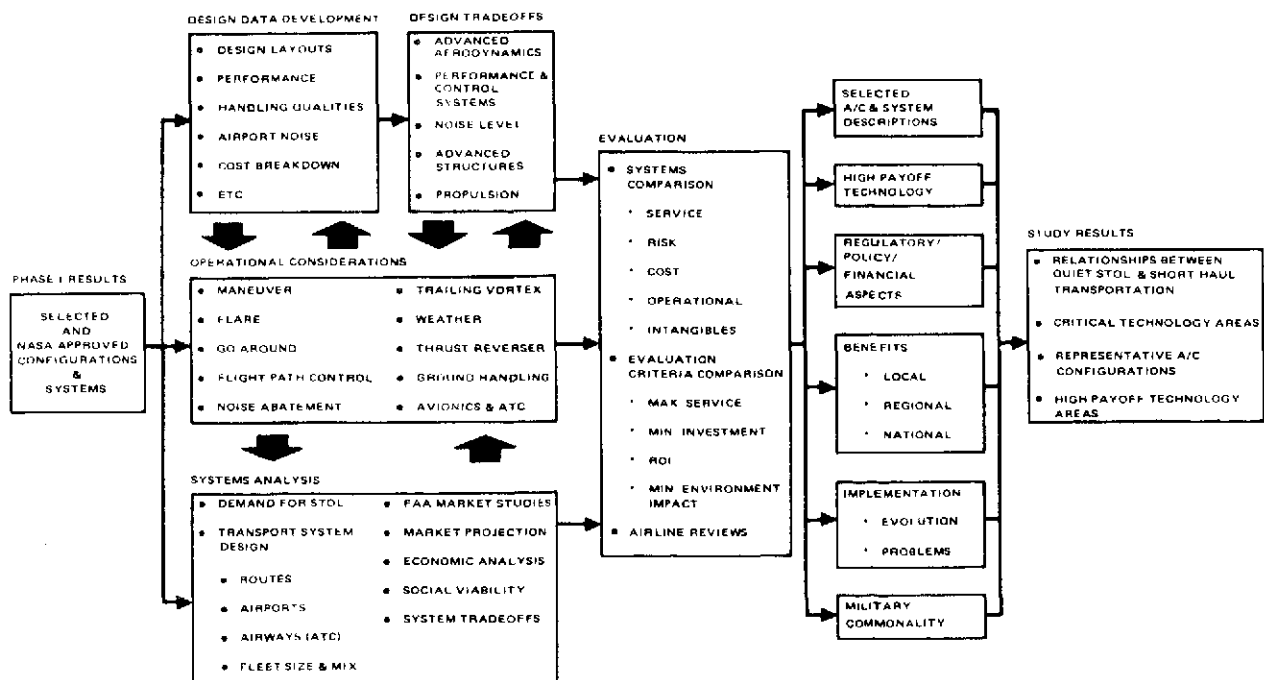 PHASE I RESULTS
SELECTED
AND
NASA APPROVED
CONFIGURATIONS
&
SYSTEMS
DESIGN DATA DEVELOPMENT
• DESIGN LAYOUTS
• PERFORMANCE
• HANDLING QUALITIES
• AIRPORT NOISE
• COST BREAKDOWN
• ETC
DESIGN TRADEOFFS
• ADVANCED
AERODYNAMICS
• PERFORMANCE &
CONTROL
SYSTEMS
• NOISE LEVEL
• ADVANCED
STRUCTURES
• PROPULSION
OPERATIONAL CONSIDERATIONS
• MANEUVER
• FLARE
• GO AROUND
• FLIGHT PATH CONTROL
• NOISE ABATEMENT
• TRAILING VORTEX
• WEATHER
• THRUST REVERSER
• GROUND HANDLING
• AVIONICS & ATC
SYSTEMS ANALYSIS
• DEMAND FOR STOL
• TRANSPORT SYSTEM
DESIGN
• ROUTES
• AIRPORTS
• AIRWAYS (ATC)
• FLEET SIZE & MIX
• FAA MARKET STUDIES
• MARKET PROJECTION
• ECONOMIC ANALYSIS
• SOCIAL VIABILITY
• SYSTEM TRADEOFFS
EVALUATION
• SYSTEMS
COMPARISON
• SERVICE
• RISK
• COST
• OPERATIONAL
• INTANGIBLES
• EVALUATION
CRITERIA COMPARISON
• MAX SERVICE
• MIN INVESTMENT
• ROI
• MIN ENVIRONMENT
IMPACT
• AIRLINE REVIEWS
SELECTED
A/C & SYSTEM
DESCRIPTIONS
HIGH PAYOFF
TECHNOLOGY
REGULATORY/
POLICY/
FINANCIAL
ASPECTS
BENEFITS
• LOCAL
• REGIONAL
• NATIONAL
IMPLEMENTATION
• EVOLUTION
• PROBLEMS
MILITARY
COMMONALITY
STUDY RESULTS
• RELATIONSHIPS BETWEEN
QUIET STOL & SHORT HAUL
TRANSPORTATION
• CRITICAL TECHNOLOGY AREAS
• REPRESENTATIVE A/C
CONFIGURATIONS
• HIGH PAYOFF TECHNOLOGY
AREAS